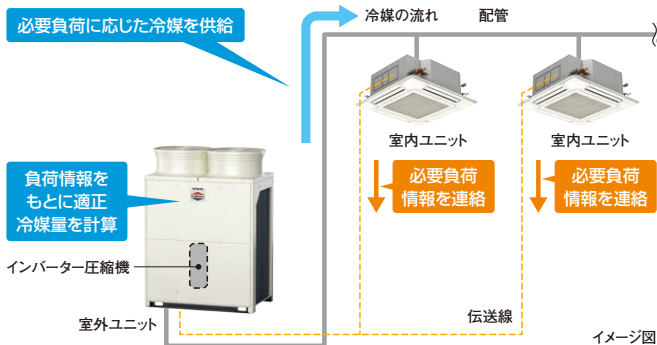 必要負荷に応じた冷媒を供給
冷媒の流れ
配管
室内ユニット
室内ユニット
必要負荷
情報を連絡
必要負荷
情報を連絡
負荷情報を
もとに適正
冷媒量を計算
インバーター圧縮機
室外ユニット
伝送線
イメージ図